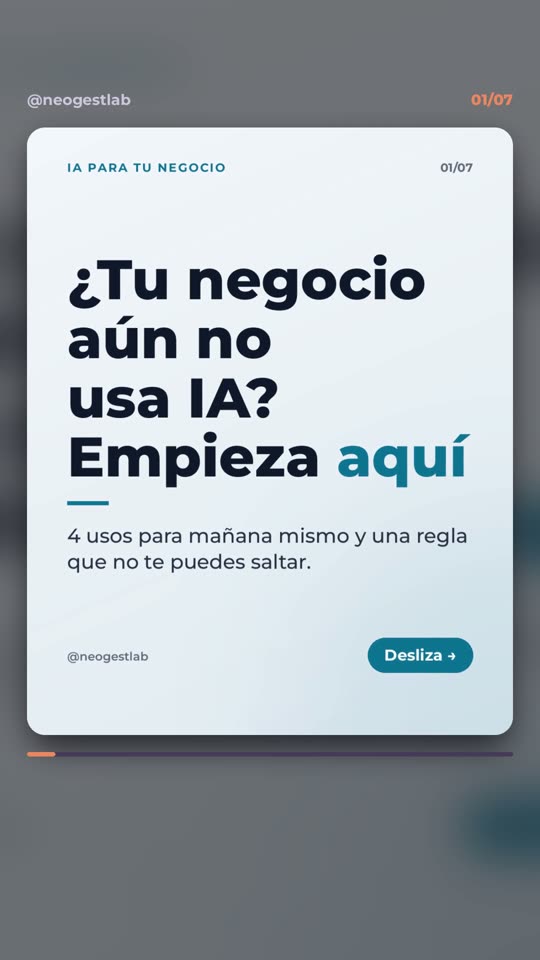 @neogestlab 01/07
IA PARA TU NEGOCIO 01/07
¿Tu negocio
aún no
usa IA?
Empieza aquí
4 usos para mañana mismo y una regla
que no te puedes saltar.
@neogestlab Desliza →